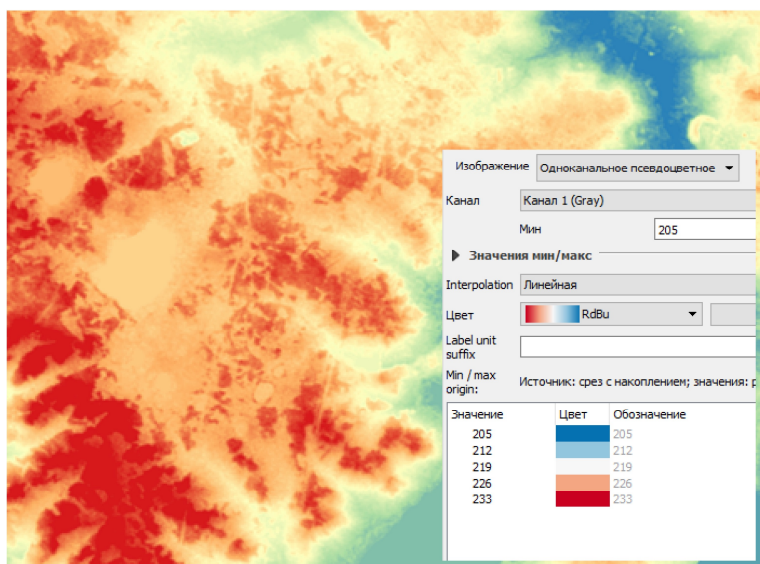 Изображение Одноканальное псевдоцветное
Канал Канал 1 (Gray)
Мин 205
Значения мин/макс
Interpolation Линейная
Цвет RdBu
Label unit suffix
Min / max origin: Источник: срез с накоплением; значения:
Значение Цвет Обозначение
205 205
212 212
219 219
226 226
233 233